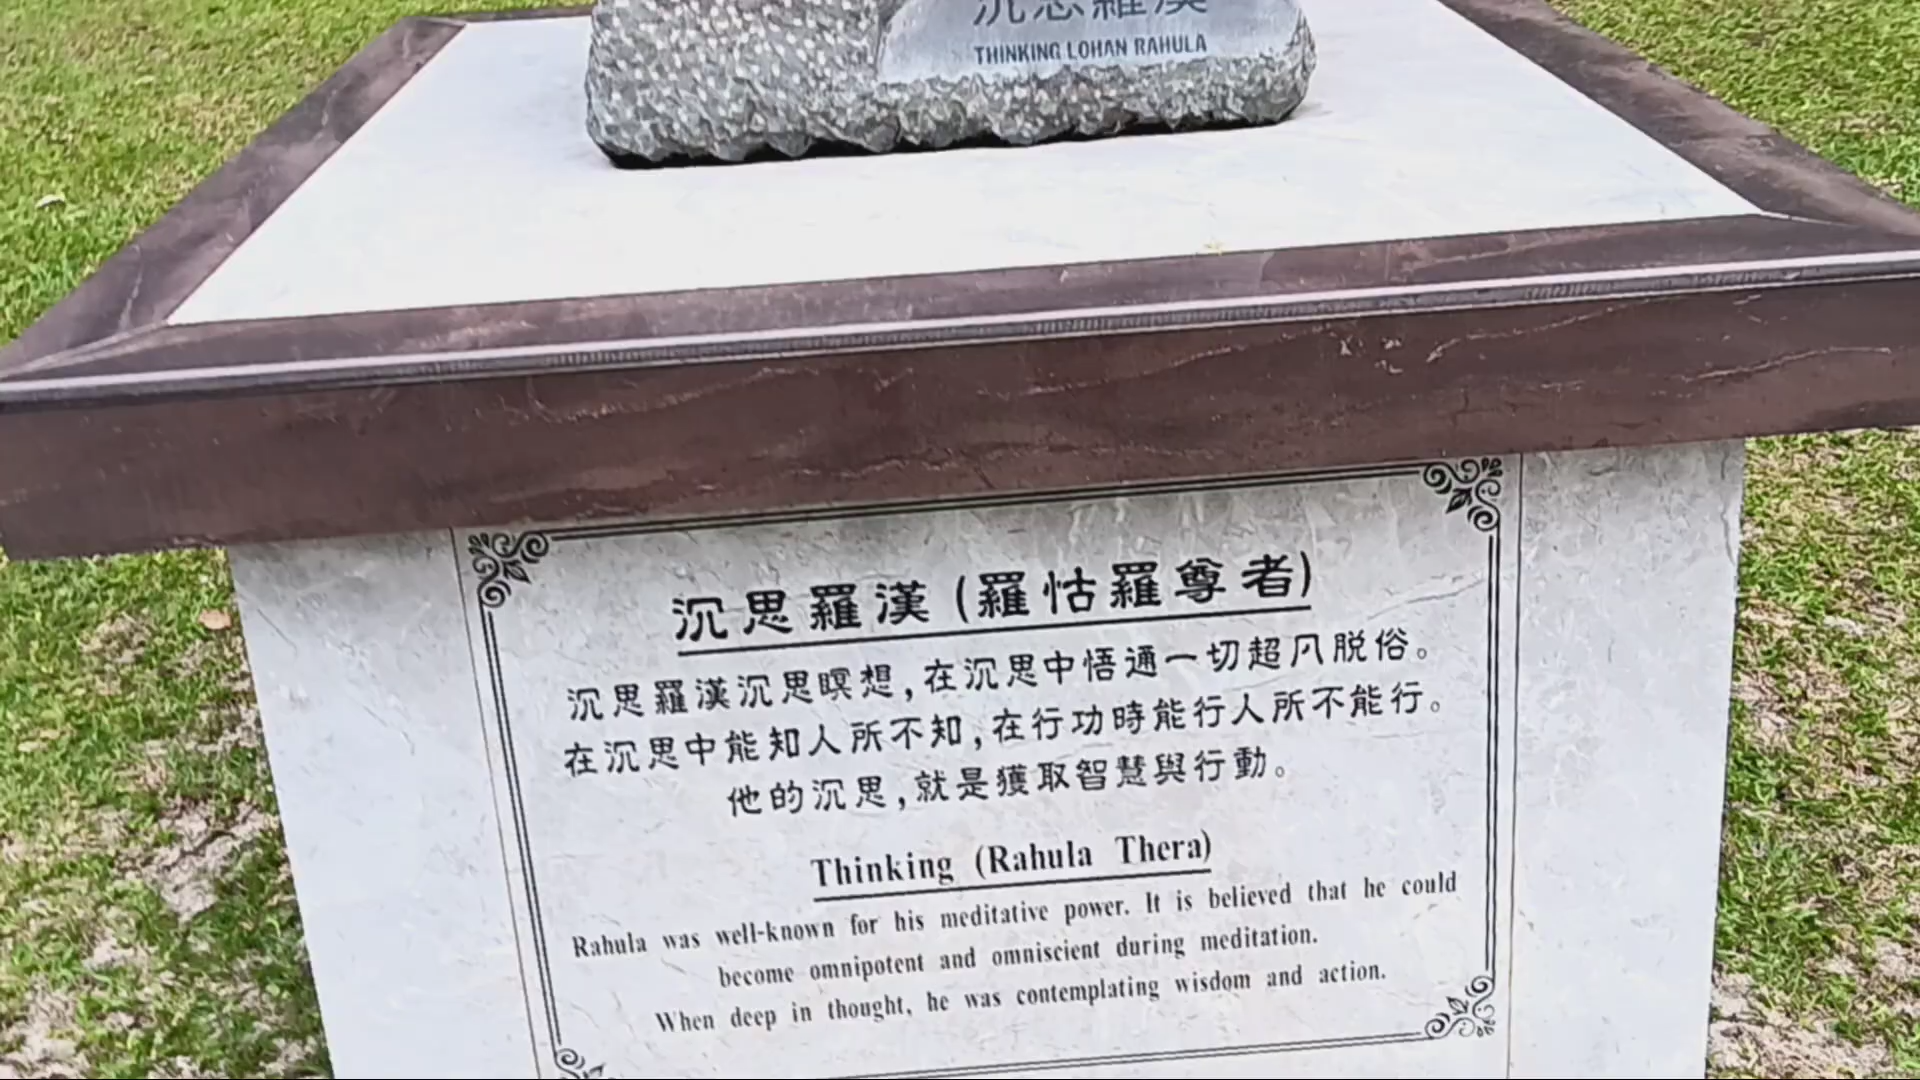 沉思羅漢
THINKING LOHAN RAHULA
沉思羅漢 (羅怙羅尊者)
沉思羅漢沉思瞑想,在沉思中悟通一切超凡脱俗。
在沉思中能知人所不知,在行功時能行人所不能行。
他的沉思,就是獲取智慧與行動。
Thinking (Rahula Thera)
Rahula was well-known for his meditative power. It is believed that he could
become omnipotent and omniscient during meditation.
When deep in thought, he was contemplating wisdom and action.